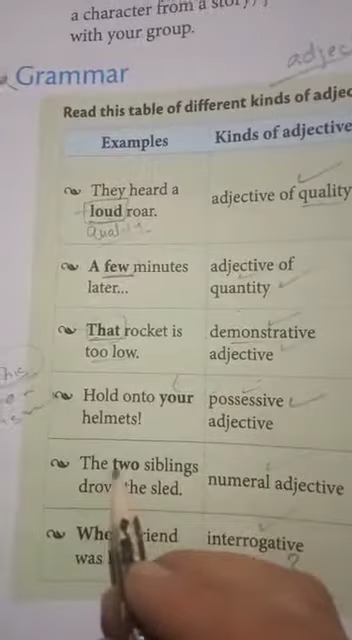 a character from a story,
with your group.
adjec
Grammar
Read this table of different kinds of adjec
Examples
Kinds of adjective
They heard a
loud roar.
adjective of quality
A few minutes
later...
adjective of
quantity
That rocket is
too low.
demonstrative
adjective
Hold onto your
helmets!
possessive
adjective
The two siblings
the sled.
numeral adjective
friend
was
interrogative
?